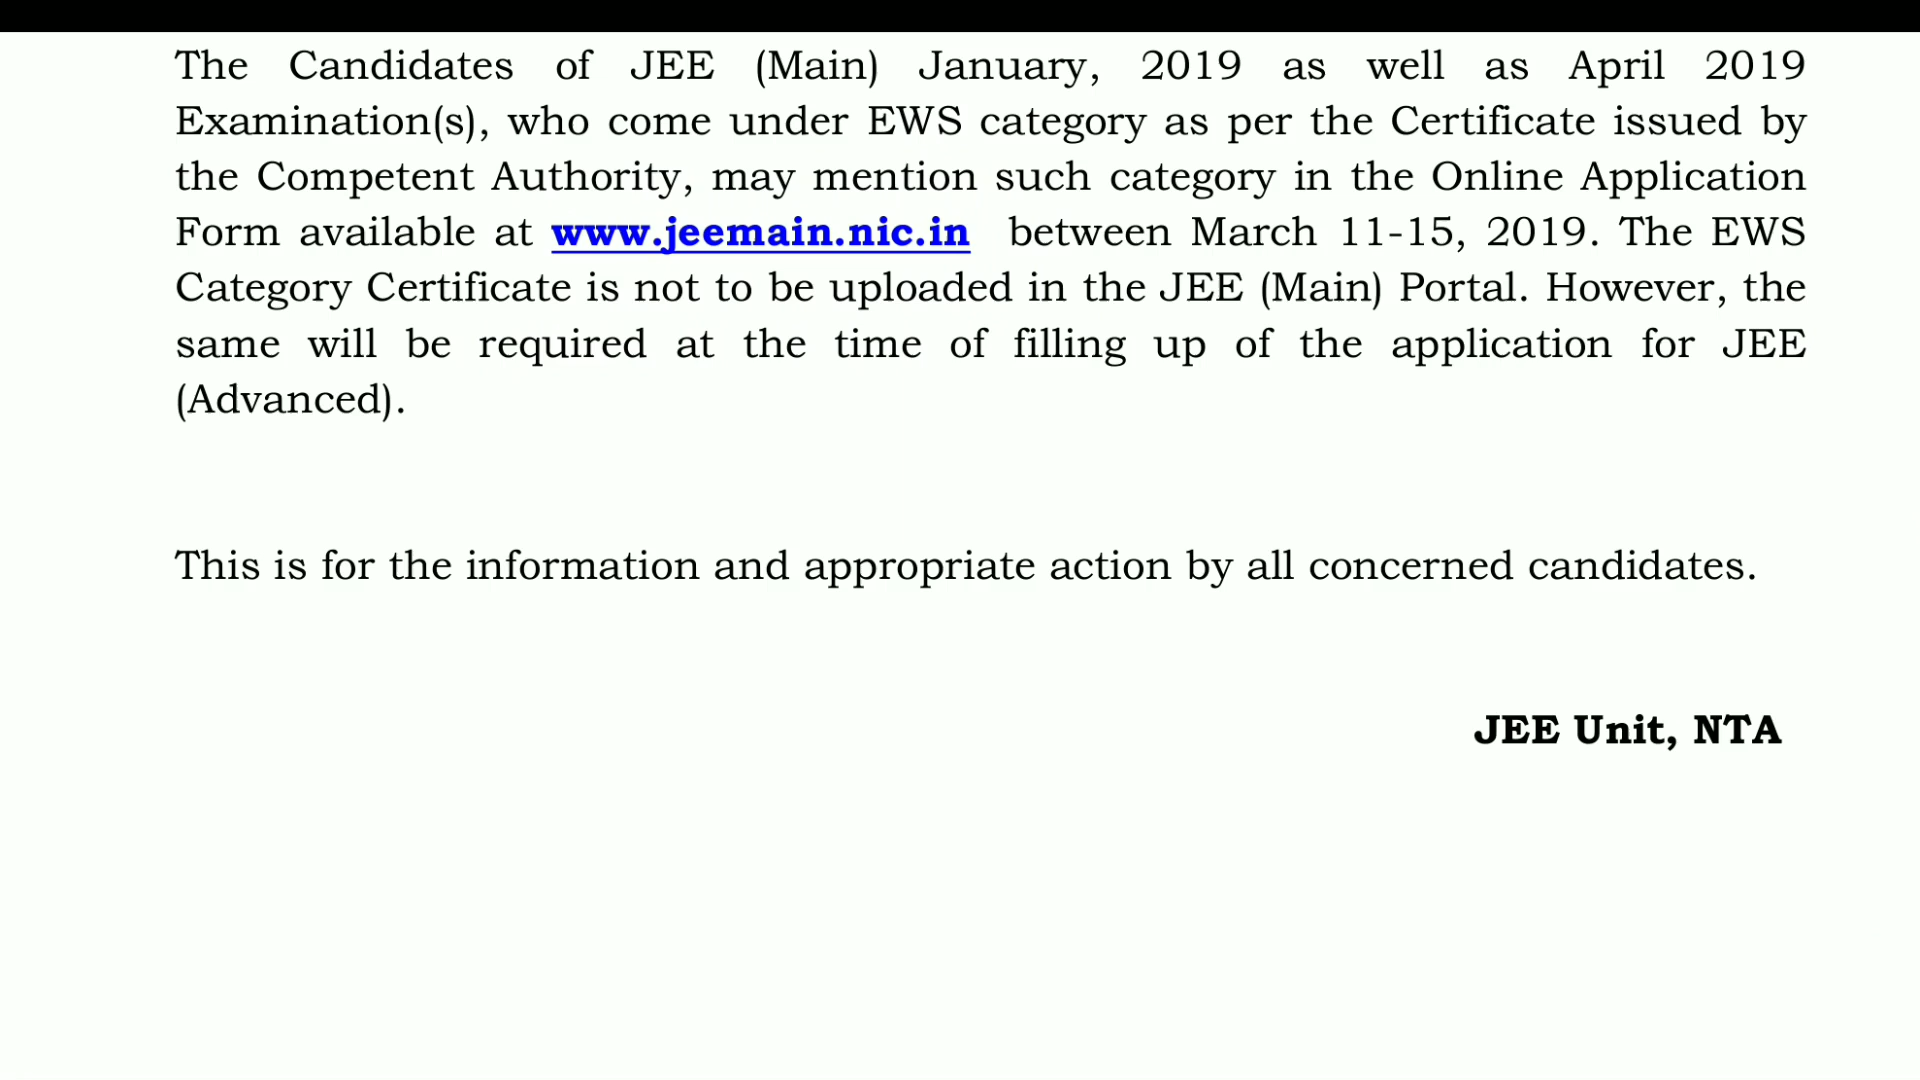 The Candidates of JEE (Main) January, 2019 as well as April 2019
Examination(s), who come under EWS category as per the Certificate issued by
the Competent Authority, may mention such category in the Online Application
Form available at www.jeemain.nic.in between March 11-15, 2019. The EWS
Category Certificate is not to be uploaded in the JEE (Main) Portal. However, the
same will be required at the time of filling up of the application for JEE
(Advanced).
This is for the information and appropriate action by all concerned candidates.
JEE Unit, NTA